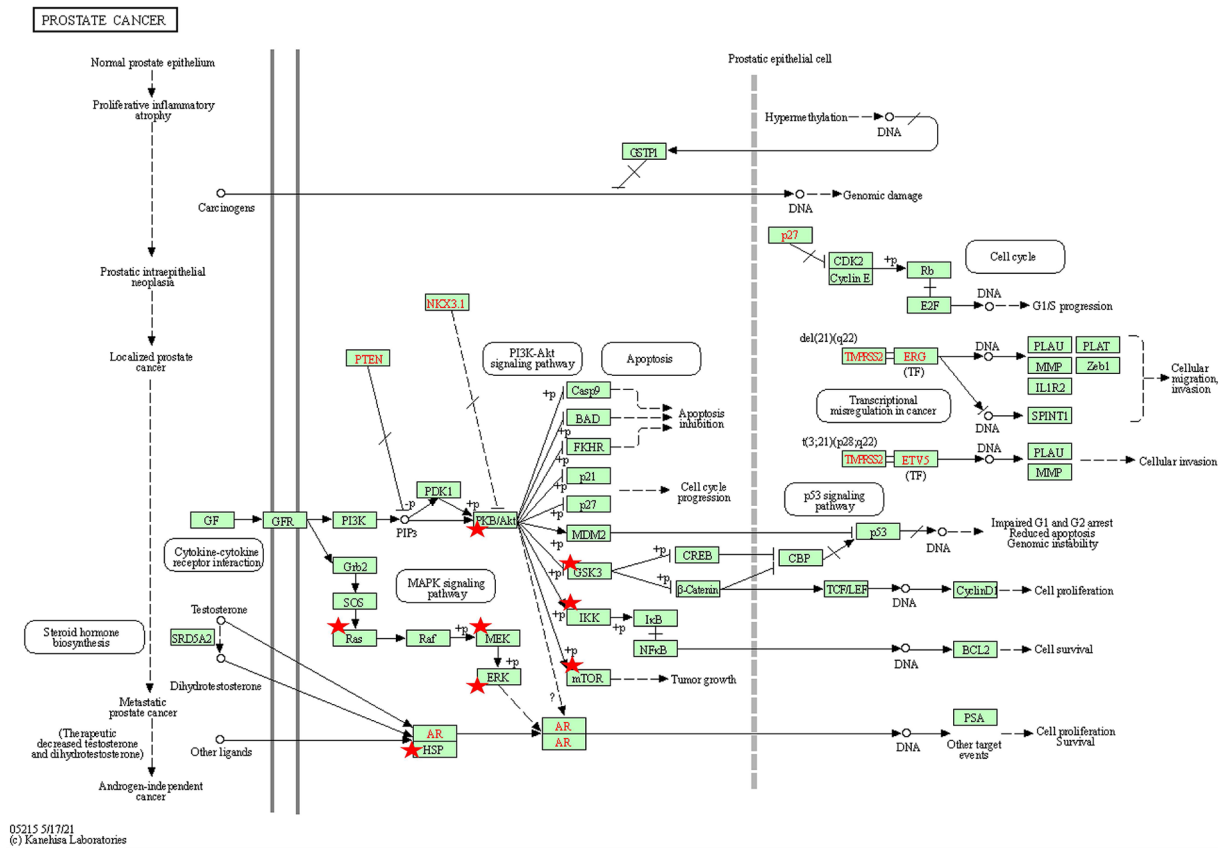 PROSTATE CANCER
Normal prostate epithelium
Proliferative inflammatory
atrophy
Prostatic intraepithelial
neoplasia
Localized prostate
cancer
Metastatic
prostate cancer
(Therapeutic
decreased testosterone
and dihydrotestosterone)
Androgen-independent
cancer
Prostatic epithelial cell
Hypermethylation
DNA
GSTP1
Carcinogens
DNA
Genomic damage
p27
CDK2
Cyclin E
+p
Rb
E2F
Cell cycle
DNA
G1/S progression
NKX3.1
PTEN
PI3K-Akt
signaling pathway
Apoptosis
del(21)(q22)
TMPRSS2
ERG
(TF)
DNA
DNA
PLAU
PLAT
MMP
Zeb1
IL1R2
SPINT1
Cellular
migration,
invasion
Transcriptional
misregulation in cancer
t(3;21)(p28;q22)
TMPRSS2
ETV5
(TF)
DNA
PLAU
MMP
Cellular invasion
+p
Casp9
+p
BAD
+p
FKHR
+p
p21
+p
p27
+p
MDM2
+p
GSK3
+p
IKK
+p
mTOR
Apoptosis
inhibition
Cell cycle
progression
p53 signaling
pathway
GF
GFR
PI3K
PIP3
-p
PDK1
+p
PKB/Akt
p53
DNA
Impaired G1 and G2 arrest
Reduced apoptosis
Genomic instability
Cytokine-cytokine
receptor interaction
Grb2
SOS
Ras
Raf
+p
MEK
+p
ERK
MAPK signaling
pathway
+p
CREB
+p
β-Catenin
CBP
TCF/LEF
DNA
CyclinD1
Cell proliferation
+p
IκB
NFκB
DNA
BCL2
Cell survival
Tumor growth
Steroid hormone
biosynthesis
Testosterone
SRD5A2
Dihydrotestosterone
Other ligands
AR
HSP
?
AR
AR
DNA
PSA
Other target
events
Cell proliferation
Survival
05215 5/17/21
(c) Kanehisa Laboratories